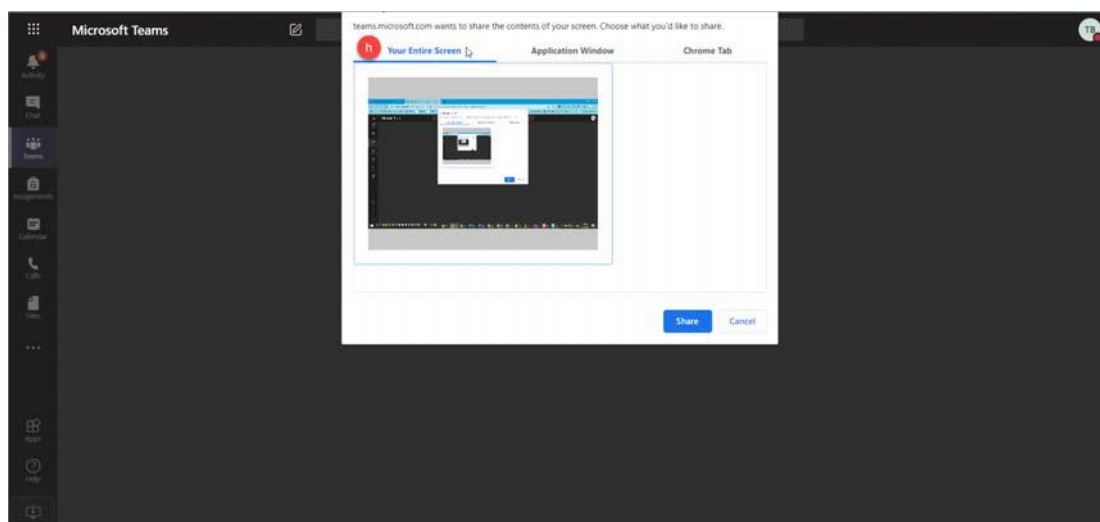 Microsoft Teams
TB
Activity
Chat
Teams
Assignments
Calendar
Calls
Files
Apps
Help
teams.microsoft.com wants to share the contents of your screen. Choose what you'd like to share.
h
Your Entire Screen
Application Window
Chrome Tab
Share
Cancel